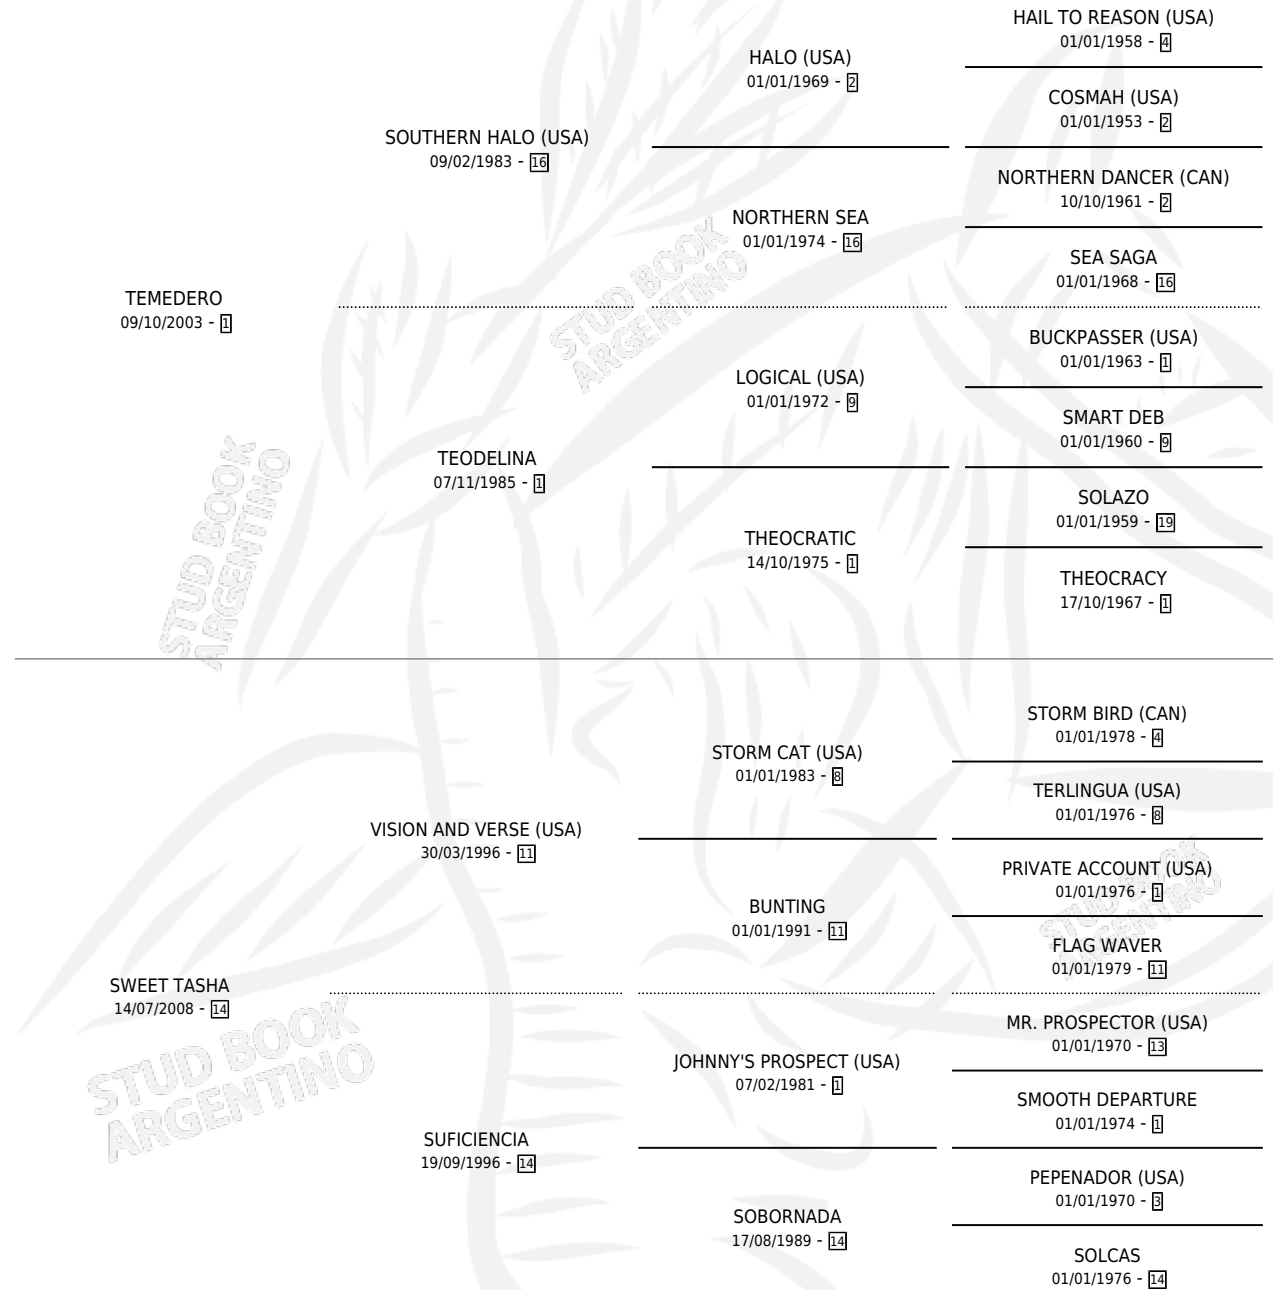 HAIL TO REASON (USA)
01/01/1958 - 4
HALO (USA)
01/01/1969 - 2
COSMAH (USA)
01/01/1953 - 2
SOUTHERN HALO (USA)
09/02/1983 - 16
NORTHERN DANCER (CAN)
10/10/1961 - 2
NORTHERN SEA
01/01/1974 - 16
SEA SAGA
01/01/1968 - 16
TEMEDERO
09/10/2003 - 1
STUD BOOK
ARGENTINO
BUCKPASSER (USA)
01/01/1963 - 1
LOGICAL (USA)
01/01/1972 - 9
SMART DEB
01/01/1960 - 9
TEODELINA
07/11/1985 - 1
SOLAZO
01/01/1959 - 19
THEOCRATIC
14/10/1975 - 1
THEOCRACY
17/10/1967 - 1
STUD BOOK
ARGENTINO
STORM BIRD (CAN)
01/01/1978 - 4
STORM CAT (USA)
01/01/1983 - 8
TERLINGUA (USA)
01/01/1976 - 8
VISION AND VERSE (USA)
30/03/1996 - 11
PRIVATE ACCOUNT (USA)
01/01/1976 - 1
BUNTING
01/01/1991 - 11
STUD BOOK
ARGENTINO
FLAG WAVER
01/01/1979 - 11
SWEET TASHA
14/07/2008 - 14
MR. PROSPECTOR (USA)
01/01/1970 - 13
JOHNNY'S PROSPECT (USA)
07/02/1981 - 1
STUD BOOK
ARGENTINO
SMOOTH DEPARTURE
01/01/1974 - 1
SUFICIENCIA
19/09/1996 - 14
PEPENADOR (USA)
01/01/1970 - 3
SOBORNADA
17/08/1989 - 14
SOLCAS
01/01/1976 - 14